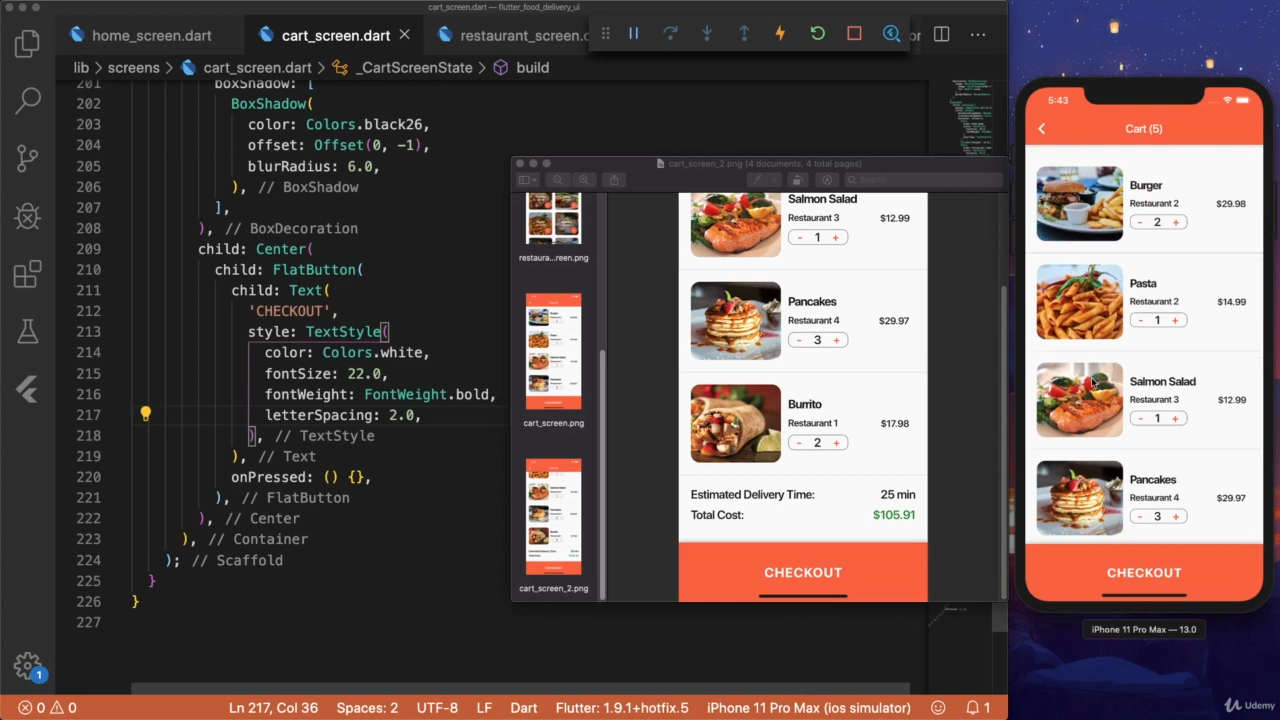 cart_screen.dart — flutter_food_delivery_ui
home_screen.dart
cart_screen.dart
restaurant_screen.c
lib > screens > cart_screen.dart > _CartScreenState > build
201 boxShadow: [
202 BoxShadow(
203 color: Colors.black26,
204 offset: Offset(0, -1),
205 blurRadius: 6.0,
206 ), // BoxShadow
207 ],
208 ), // BoxDecoration
209 child: Center(
210 child: FlatButton(
211 child: Text(
212 'CHECKOUT',
213 style: TextStyle(
214 color: Colors.white,
215 fontSize: 22.0,
216 fontWeight: FontWeight.bold,
217 letterSpacing: 2.0,
218 ), // TextStyle
219 ), // Text
220 onPressed: () {},
221 ), // FlatButton
222 ), // Center
223 ), // Container
224 ); // Scaffold
225 }
226 }
227
1
0 0
Ln 217, Col 36
Spaces: 2
UTF-8
LF
Dart
Flutter: 1.9.1+hotfix.5
iPhone 11 Pro Max (ios simulator)
1
cart_screen_2.png (4 documents, 4 total pages)
Search
restaura...reen.png
cart_screen.png
cart_screen_2.png
Salmon Salad
Restaurant 3 $12.99
- 1 +
Pancakes
Restaurant 4 $29.97
- 3 +
Burrito
Restaurant 1 $17.98
- 2 +
Estimated Delivery Time: 25 min
Total Cost: $105.91
CHECKOUT
5:43
Cart (5)
Burger
Restaurant 2 $29.98
- 2 +
Pasta
Restaurant 2 $14.99
- 1 +
Salmon Salad
Restaurant 3 $12.99
- 1 +
Pancakes
Restaurant 4 $29.97
- 3 +
CHECKOUT
iPhone 11 Pro Max — 13.0
Udemy